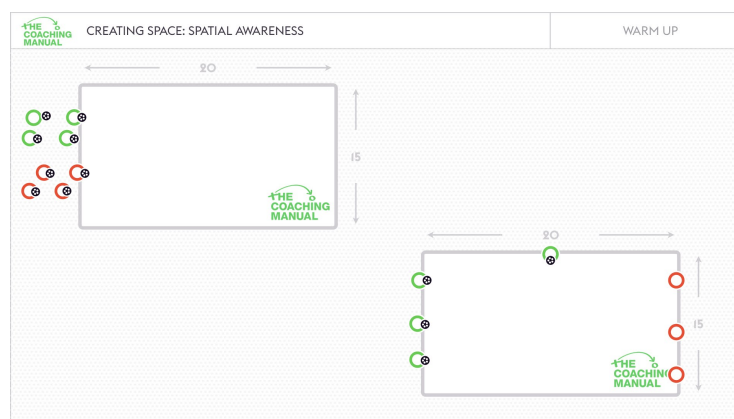 THE
COACHING
MANUAL
CREATING SPACE: SPATIAL AWARENESS
WARM UP
20
15
THE
COACHING
MANUAL
20
15
THE
COACHING
MANUAL